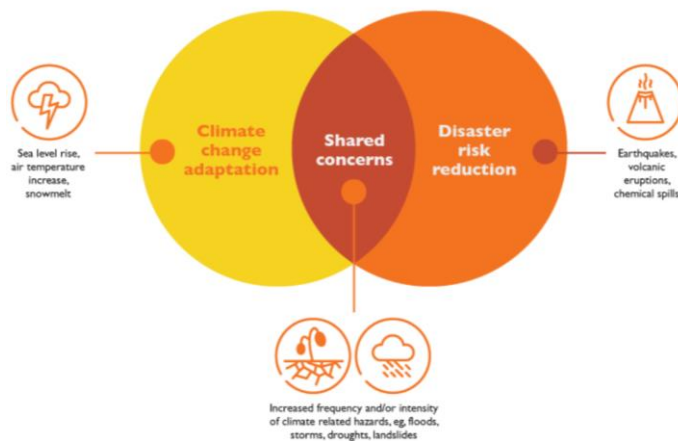 Climate
change
adaptation
Shared
concerns
Disaster
risk
reduction
Sea level rise,
air temperature
increase,
snowmelt
Earthquakes,
volcanic
eruptions,
chemical spills
Increased frequency and/or intensity
of climate related hazards, eg, floods,
storms, droughts, landslides